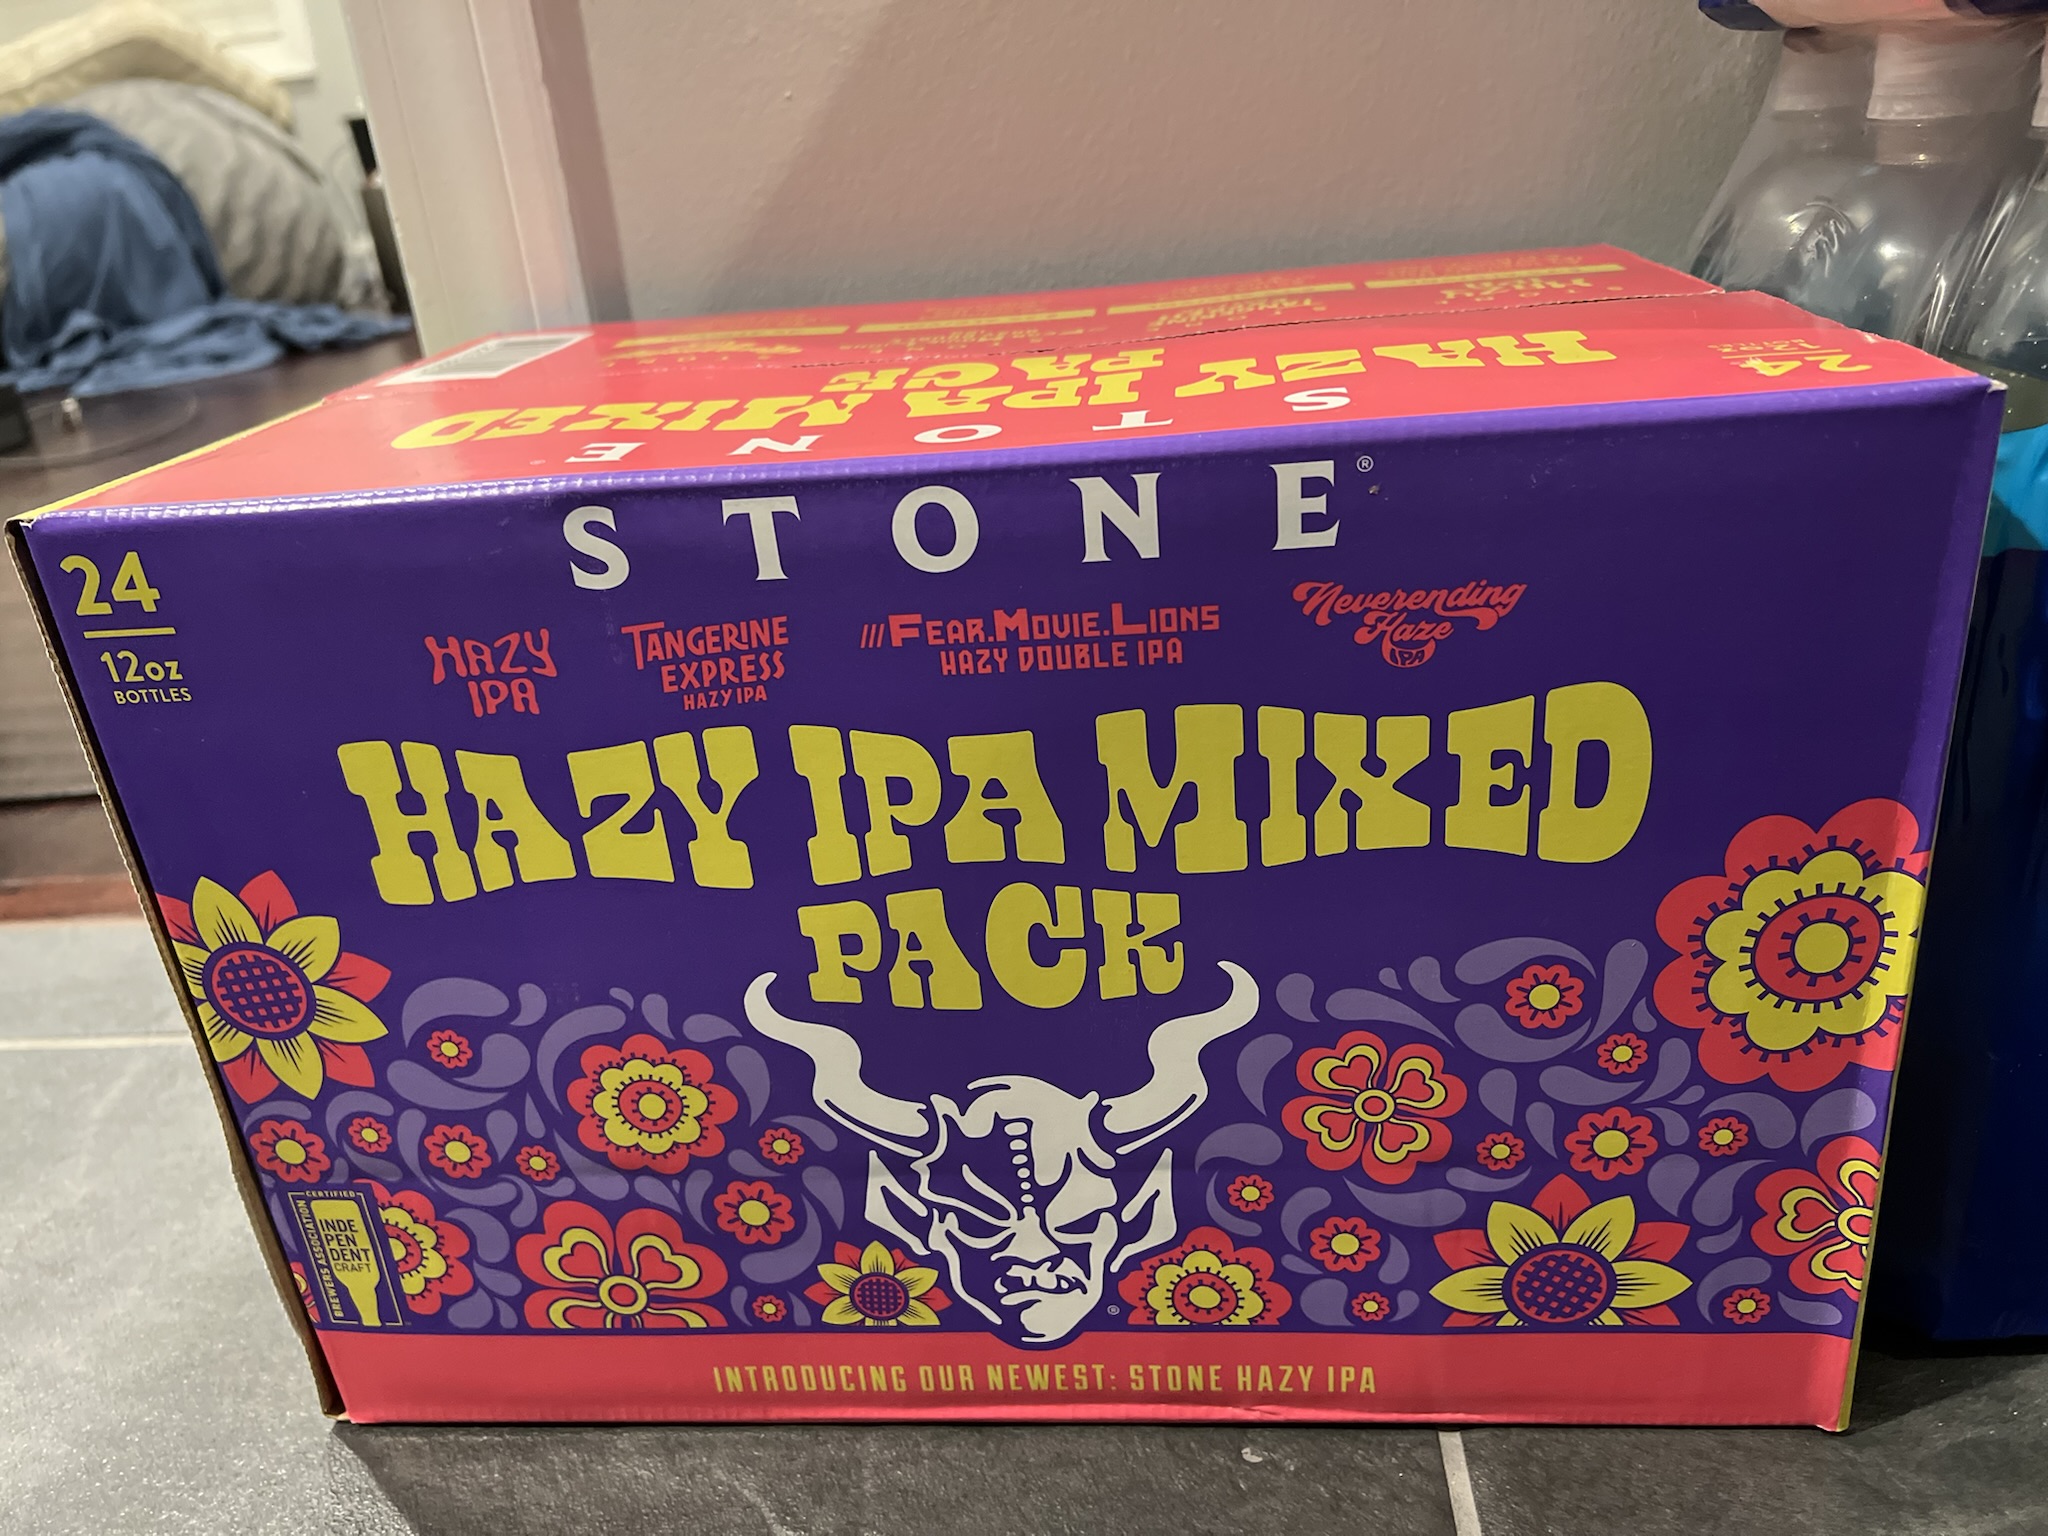 24
12oz
BOTTLES
HAZY IPA MIXED
PACK
STONE
STONE®
24
12oz
BOTTLES
HAZY
IPA
TANGERINE
EXPRESS
HAZY IPA
///FEAR.MOVIE.LIONS
HAZY DOUBLE IPA
Neverending
Haze
IPA
HAZY IPA MIXED
PACK
CERTIFIED
BREWERS ASSOCIATION
INDE
PEN
DENT
CRAFT
®
INTRODUCING OUR NEWEST: STONE HAZY IPA